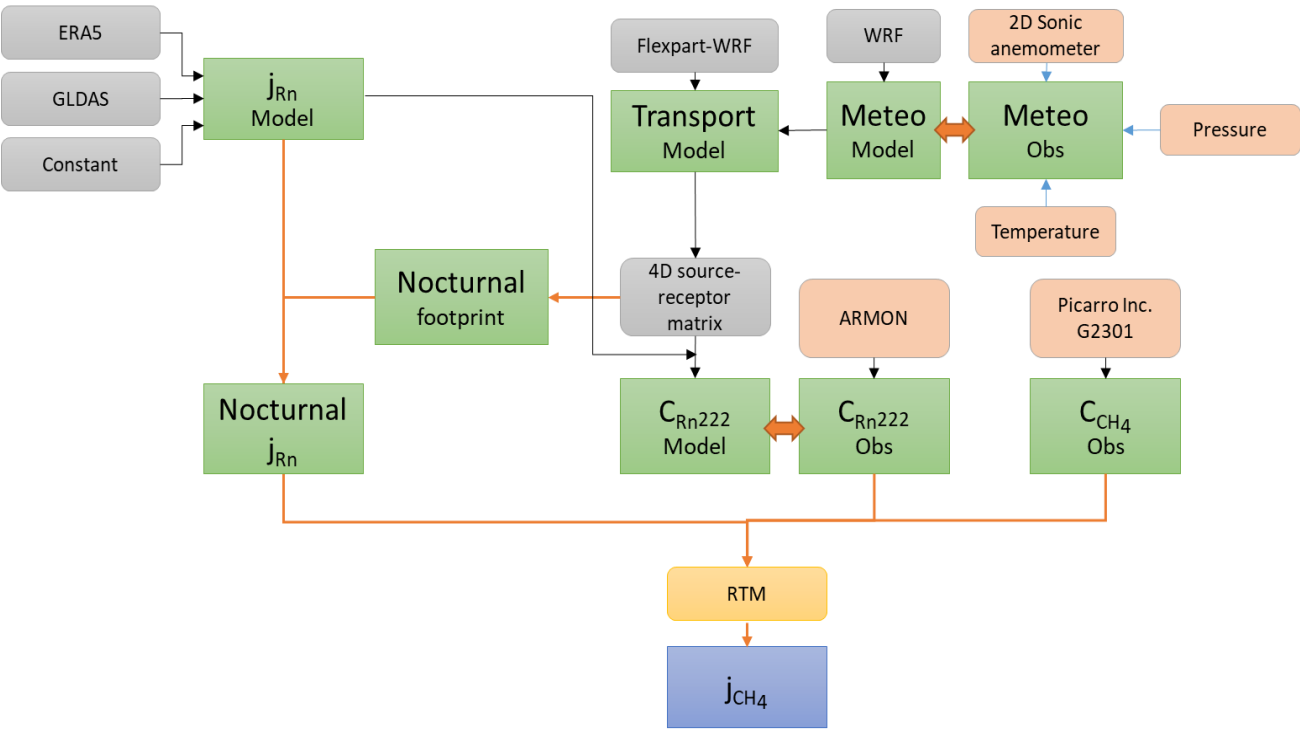 ERA5
GLDAS
Constant
jRn
Model
Flexpart-WRF
Transport
Model
WRF
Meteo
Model
2D Sonic
anemometer
Meteo
Obs
Pressure
Temperature
Nocturnal
footprint
4D source-
receptor
matrix
ARMON
Picarro Inc.
G2301
Nocturnal
jRn
CRn222
Model
CRn222
Obs
CCH4
Obs
RTM
jCH4